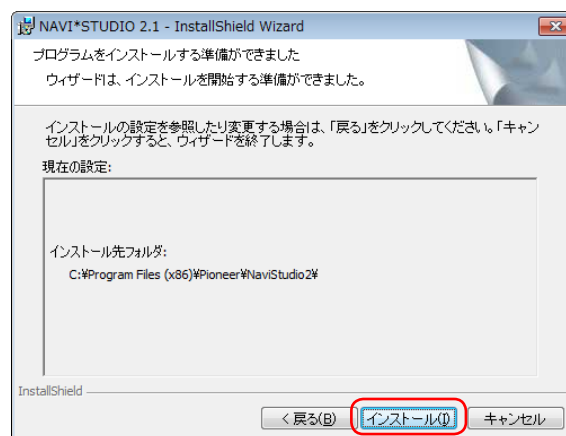 NAVI*STUDIO 2.1 - InstallShield Wizard
プログラムをインストールする準備ができました
ウィザードは、インストールを開始する準備ができました。
インストールの設定を参照したり変更する場合は、「戻る」をクリックしてください。「キャン
セル」をクリックすると、ウィザードを終了します。
現在の設定:
インストール先フォルダ:
C:¥Program Files (x86)¥Pioneer¥NaviStudio2¥
InstallShield
< 戻る(B)
インストール(I)
キャンセル